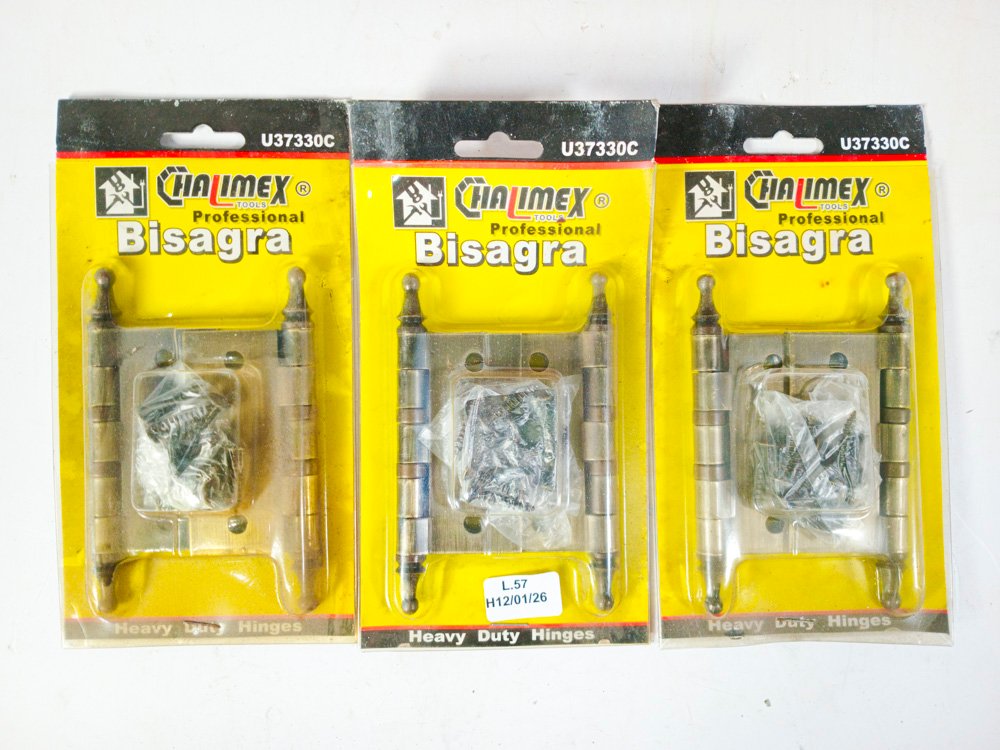 U37330C
CHALIMEX ®
TOOLS
Professional
Bisagra
Heavy Duty Hinges
U37330C
CHALIMEX ®
TOOLS
Professional
Bisagra
L.57
H12/01/26
Heavy Duty Hinges
U37330C
CHALIMEX ®
TOOLS
Professional
Bisagra
Heavy Duty Hinges